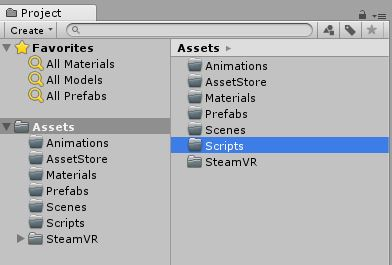 Project
Create
Favorites
All Materials
All Models
All Prefabs
Assets
Animations
AssetStore
Materials
Prefabs
Scenes
Scripts
SteamVR
Assets
Animations
AssetStore
Materials
Prefabs
Scenes
Scripts
SteamVR